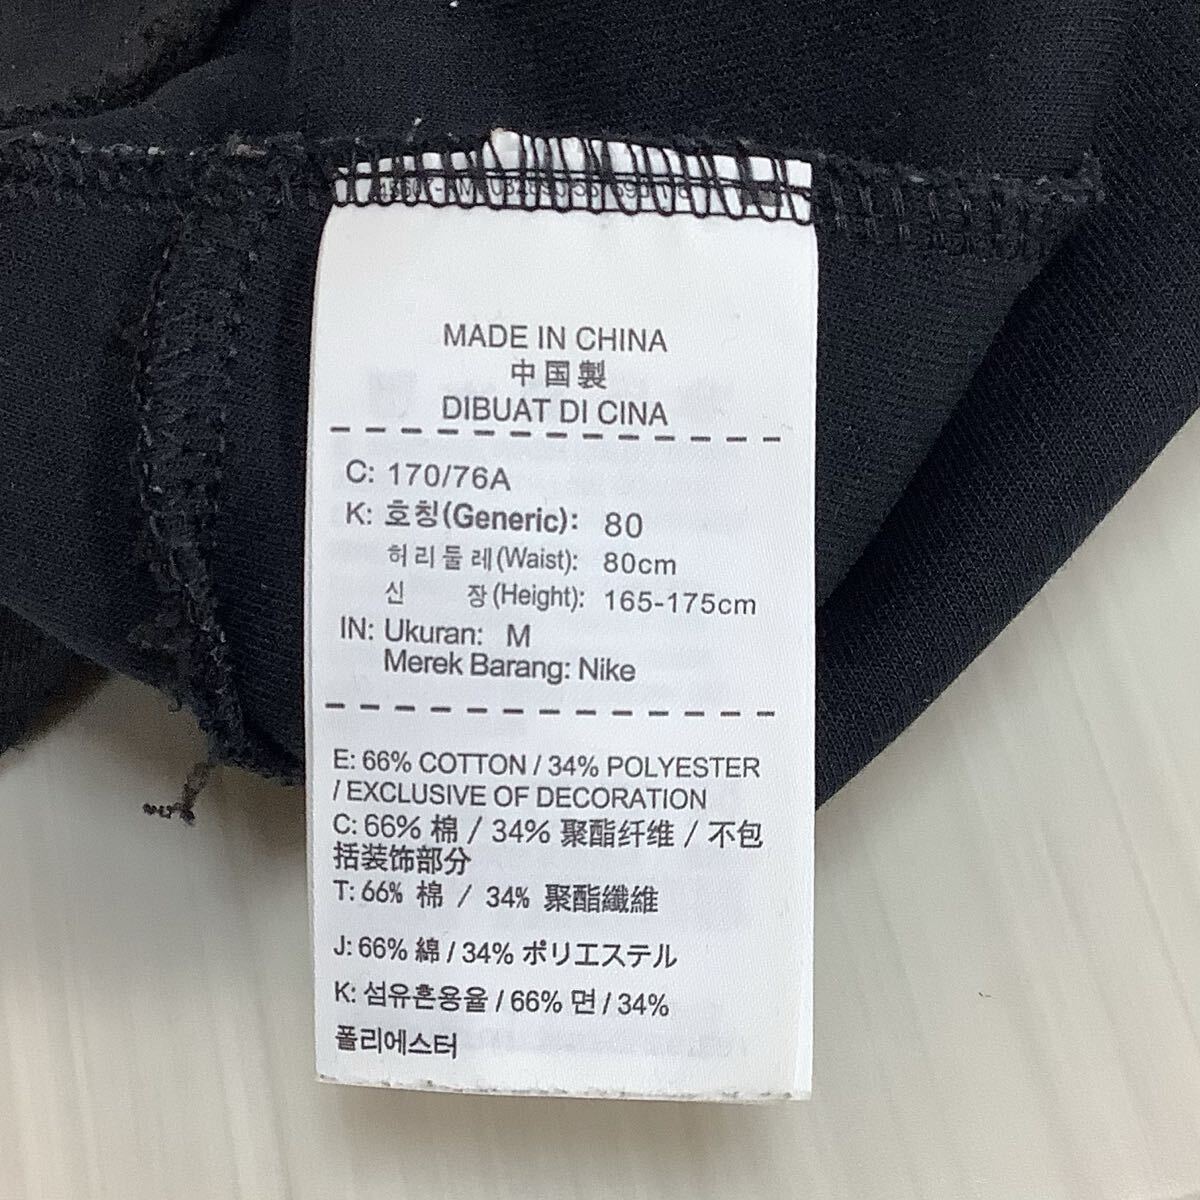 MADE IN CHINA
中国製
DIBUAT DI CINA
C: 170/76A
K: 호칭(Generic): 80
허리둘레(Waist): 80cm
신 장(Height): 165-175cm
IN: Ukuran: M
Merek Barang: Nike
E: 66% COTTON / 34% POLYESTER
/ EXCLUSIVE OF DECORATION
C: 66% 棉 / 34% 聚酯纤维 / 不包
括装饰部分
T: 66% 棉 / 34% 聚酯纖維
J: 66% 綿 / 34% ポリエステル
K: 섬유혼용율 / 66% 면 / 34%
폴리에스터